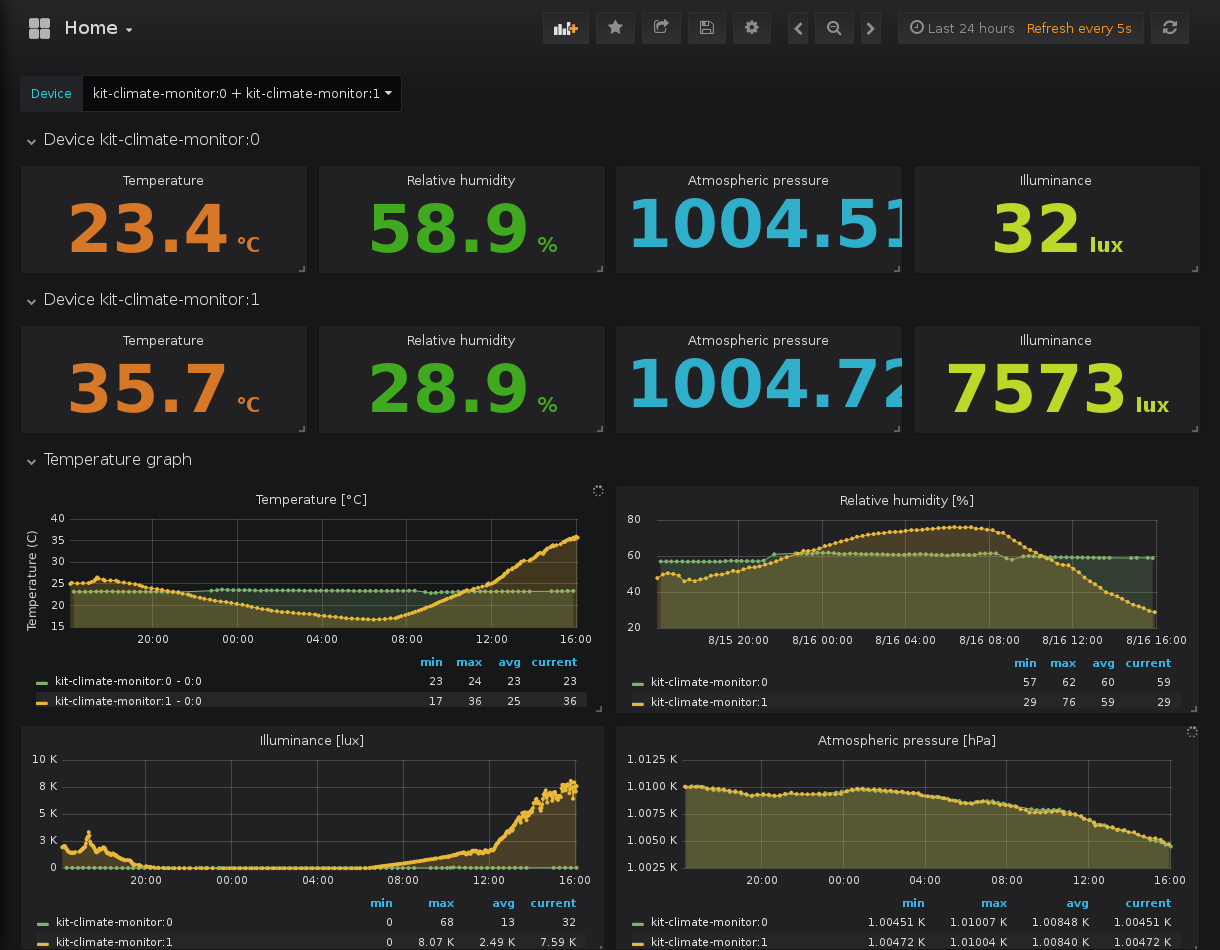 Home
Last 24 hours Refresh every 5s
Device kit-climate-monitor:0 + kit-climate-monitor:1
Device kit-climate-monitor:0
Temperature Relative humidity Atmospheric pressure Illuminance
23.4 °C 58.9 % 1004.51 32 lux
Device kit-climate-monitor:1
Temperature Relative humidity Atmospheric pressure Illuminance
35.7 °C 28.9 % 1004.72 7573 lux
Temperature graph
Temperature [°C]
Temperature (C)
40
35
30
25
20
15
20:00 00:00 04:00 08:00 12:00 16:00
min max avg current
kit-climate-monitor:0 - 0:0 23 24 23 23
kit-climate-monitor:1 - 0:0 17 36 25 36
Relative humidity [%]
80
60
40
20
8/15 20:00 8/16 00:00 8/16 04:00 8/16 08:00 8/16 12:00 8/16 16:00
min max avg current
kit-climate-monitor:0 57 62 60 59
kit-climate-monitor:1 29 76 59 29
Illuminance [lux]
10 K
8 K
5 K
3 K
0
20:00 00:00 04:00 08:00 12:00 16:00
min max avg current
kit-climate-monitor:0 0 68 13 32
kit-climate-monitor:1 0 8.07 K 2.49 K 7.59 K
Atmospheric pressure [hPa]
1.0125 K
1.0100 K
1.0075 K
1.0050 K
1.0025 K
20:00 00:00 04:00 08:00 12:00 16:00
min max avg current
kit-climate-monitor:0 1.00451 K 1.01007 K 1.00848 K 1.00451 K
kit-climate-monitor:1 1.00472 K 1.01004 K 1.00840 K 1.00472 K